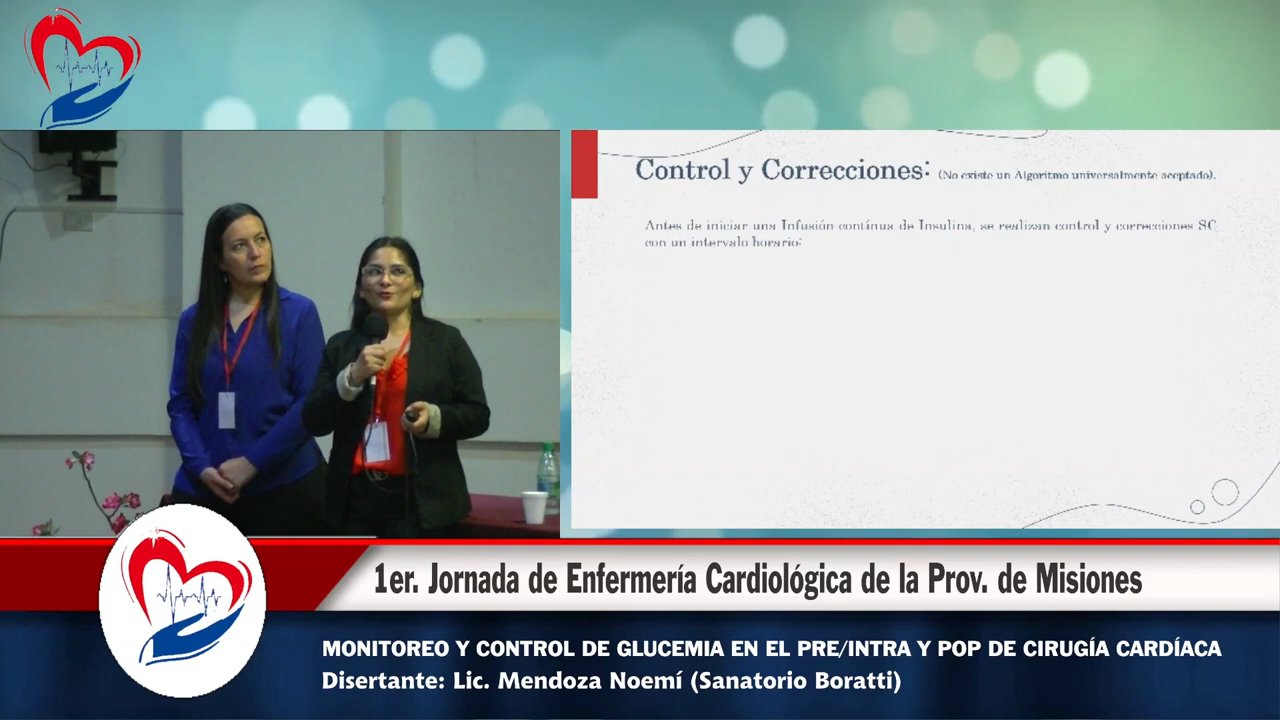 Control y Correcciones: (No existe un Algoritmo universalmente aceptado).
Antes de iniciar una Infusión contínua de Insulina, se realizan control y correcciones SC
con un intervalo horario:
1er. Jornada de Enfermería Cardiológica de la Prov. de Misiones
MONITOREO Y CONTROL DE GLUCEMIA EN EL PRE/INTRA Y POP DE CIRUGÍA CARDÍACA
Disertante: Lic. Mendoza Noemí (Sanatorio Boratti)